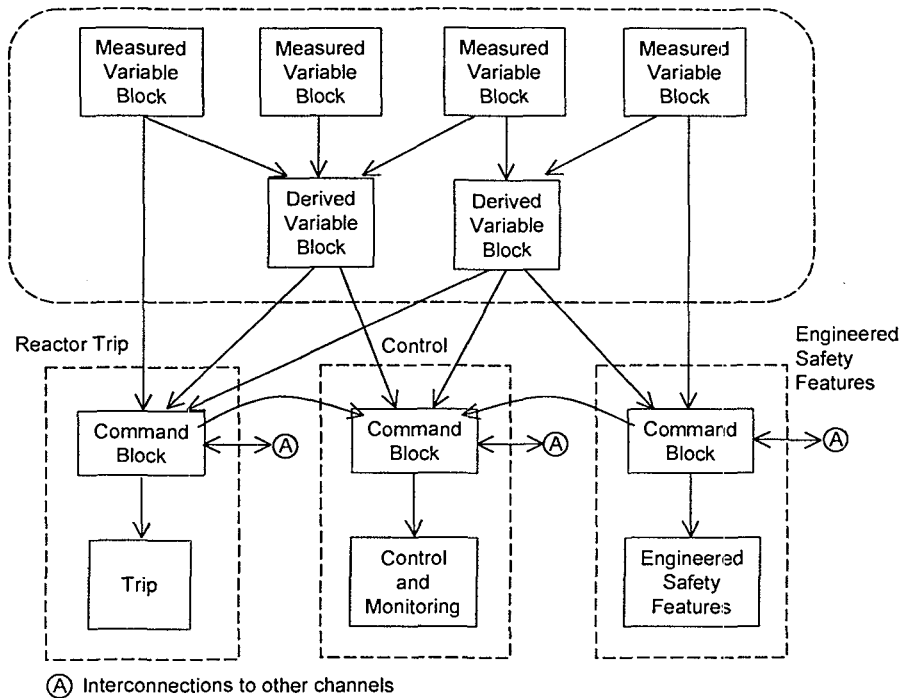 Measured
Variable
Block
Measured
Variable
Block
Measured
Variable
Block
Measured
Variable
Block
Derived
Variable
Block
Derived
Variable
Block
Reactor Trip
Control
Engineered
Safety
Features
Command
Block
A
Command
Block
A
Command
Block
A
Trip
Control
and
Monitoring
Engineered
Safety
Features
A Interconnections to other channels